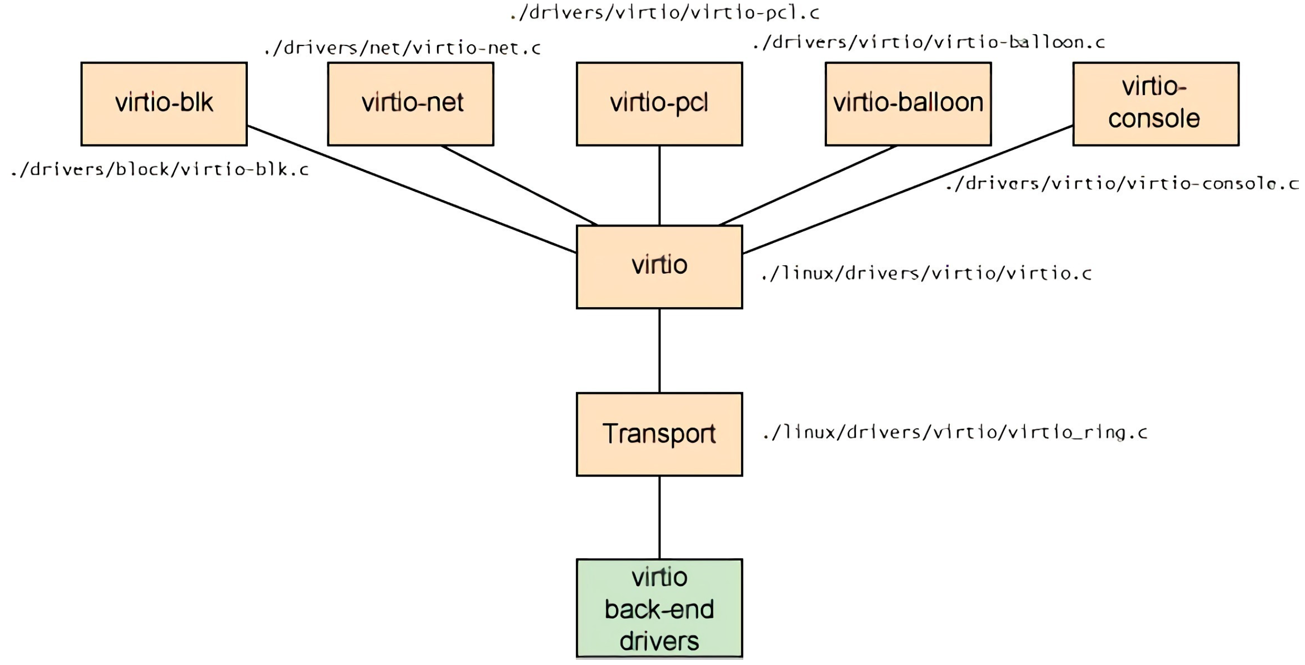 ./drivers/virtio/virtio-pcl.c
./drivers/net/virtio-net.c
./drivers/virtio/virtio-balloon.c
virtio-blk
virtio-net
virtio-pcl
virtio-balloon
virtio-
console
./drivers/block/virtio-blk.c
./drivers/virtio/virtio-console.c
virtio
./linux/drivers/virtio/virtio.c
Transport
./linux/drivers/virtio/virtio_ring.c
virtio
back-end
drivers